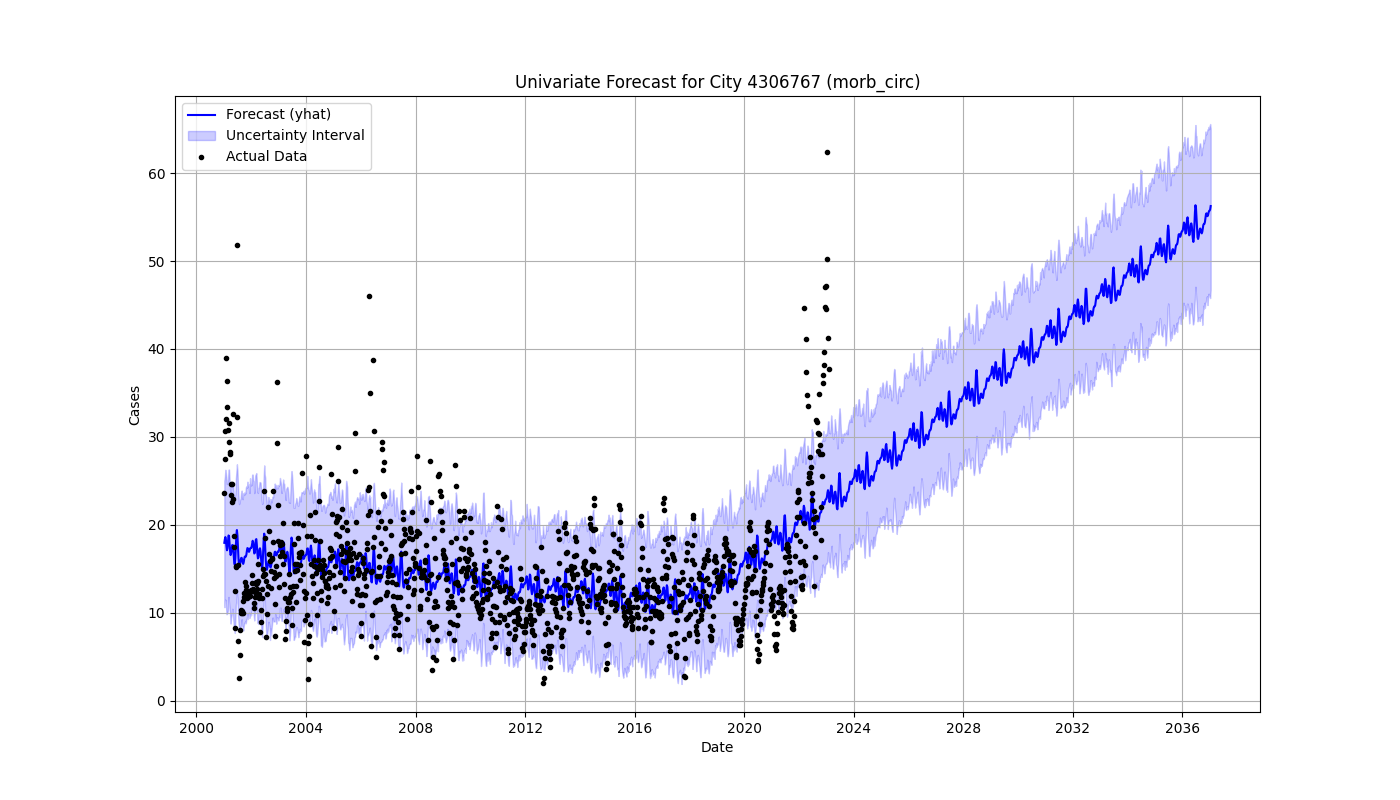 Univariate Forecast for City 4306767 (morb_circ)
Forecast (yhat)
Uncertainty Interval
Actual Data
Cases
60
50
40
30
20
10
0
2000 2004 2008 2012 2016 2020 2024 2028 2032 2036
Date